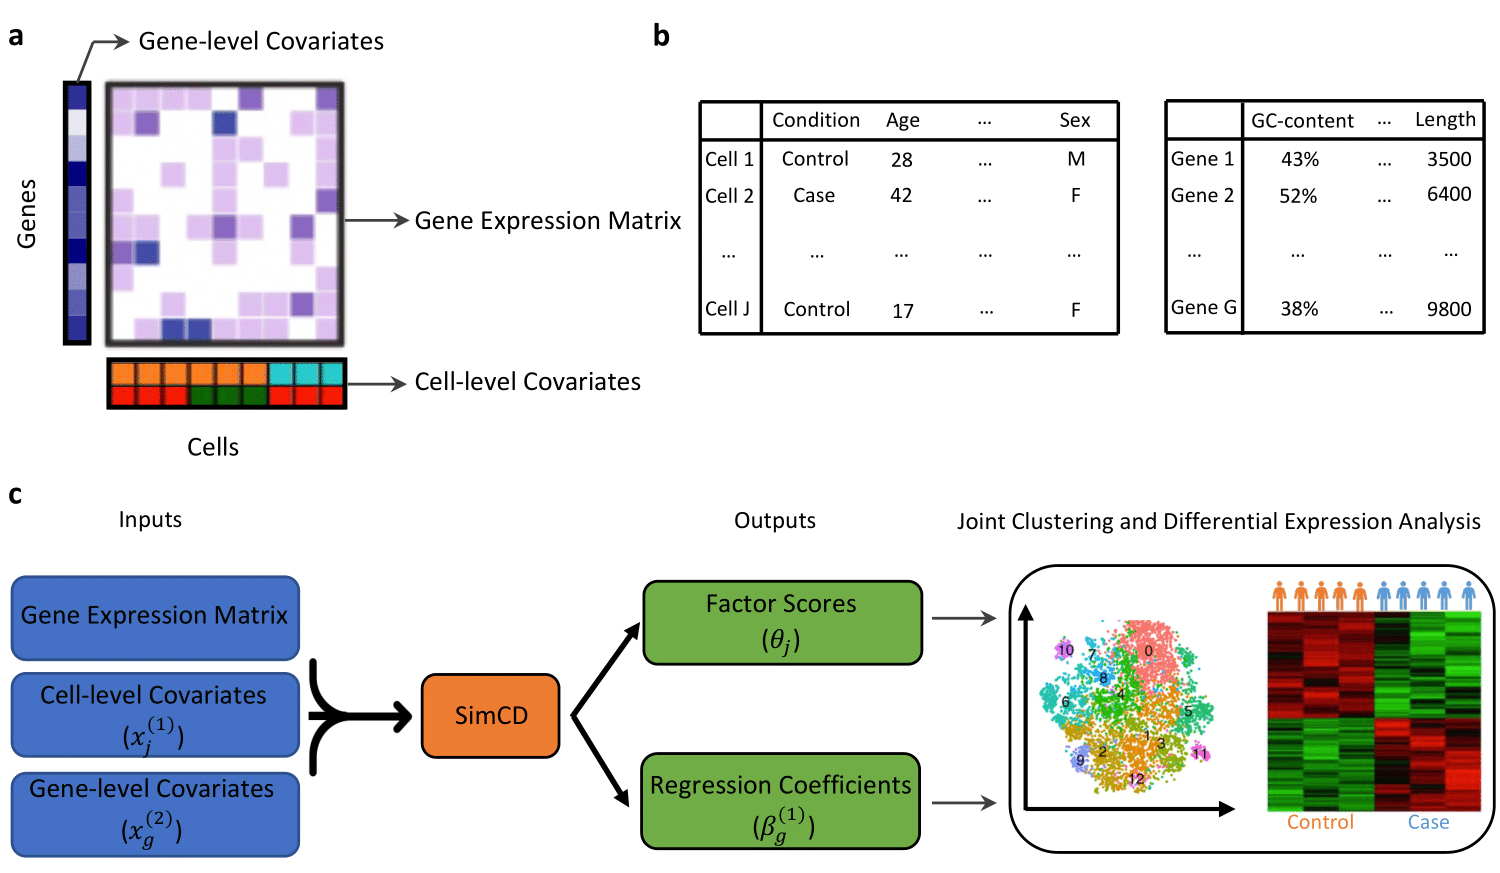 a
Gene-level Covariates
Genes
Gene Expression Matrix
Cell-level Covariates
Cells
b
Condition Age ... Sex
Cell 1 Control 28 ... M
Cell 2 Case 42 ... F
... ... ... ... ...
Cell J Control 17 ... F
GC-content ... Length
Gene 1 43% ... 3500
Gene 2 52% ... 6400
... ... ... ...
Gene G 38% ... 9800
c
Inputs
Gene Expression Matrix
Cell-level Covariates
(x_j^(1))
Gene-level Covariates
(x_g^(2))
SimCD
Outputs
Factor Scores
(θ_j)
Regression Coefficients
(β_g^(1))
Joint Clustering and Differential Expression Analysis
10
7
0
8
4
6
5
1
2
3
11
9
12
Control
Case